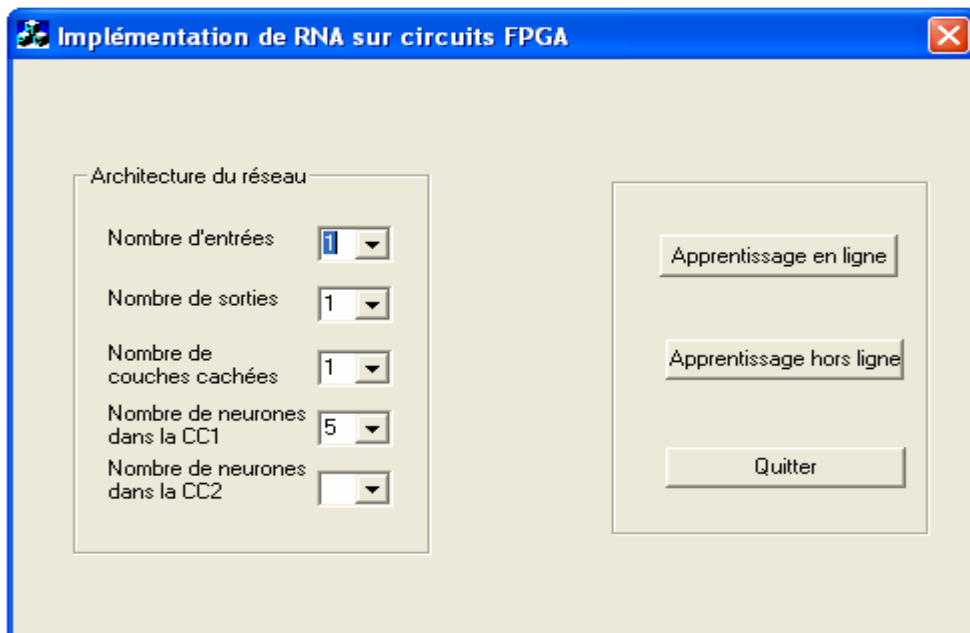 Implémentation de RNA sur circuits FPGA
Architecture du réseau
Nombre d'entrées 1
Nombre de sorties 1
Nombre de
couches cachées 1
Nombre de neurones
dans la CC1 5
Nombre de neurones
dans la CC2
Apprentissage en ligne
Apprentissage hors ligne
Quitter